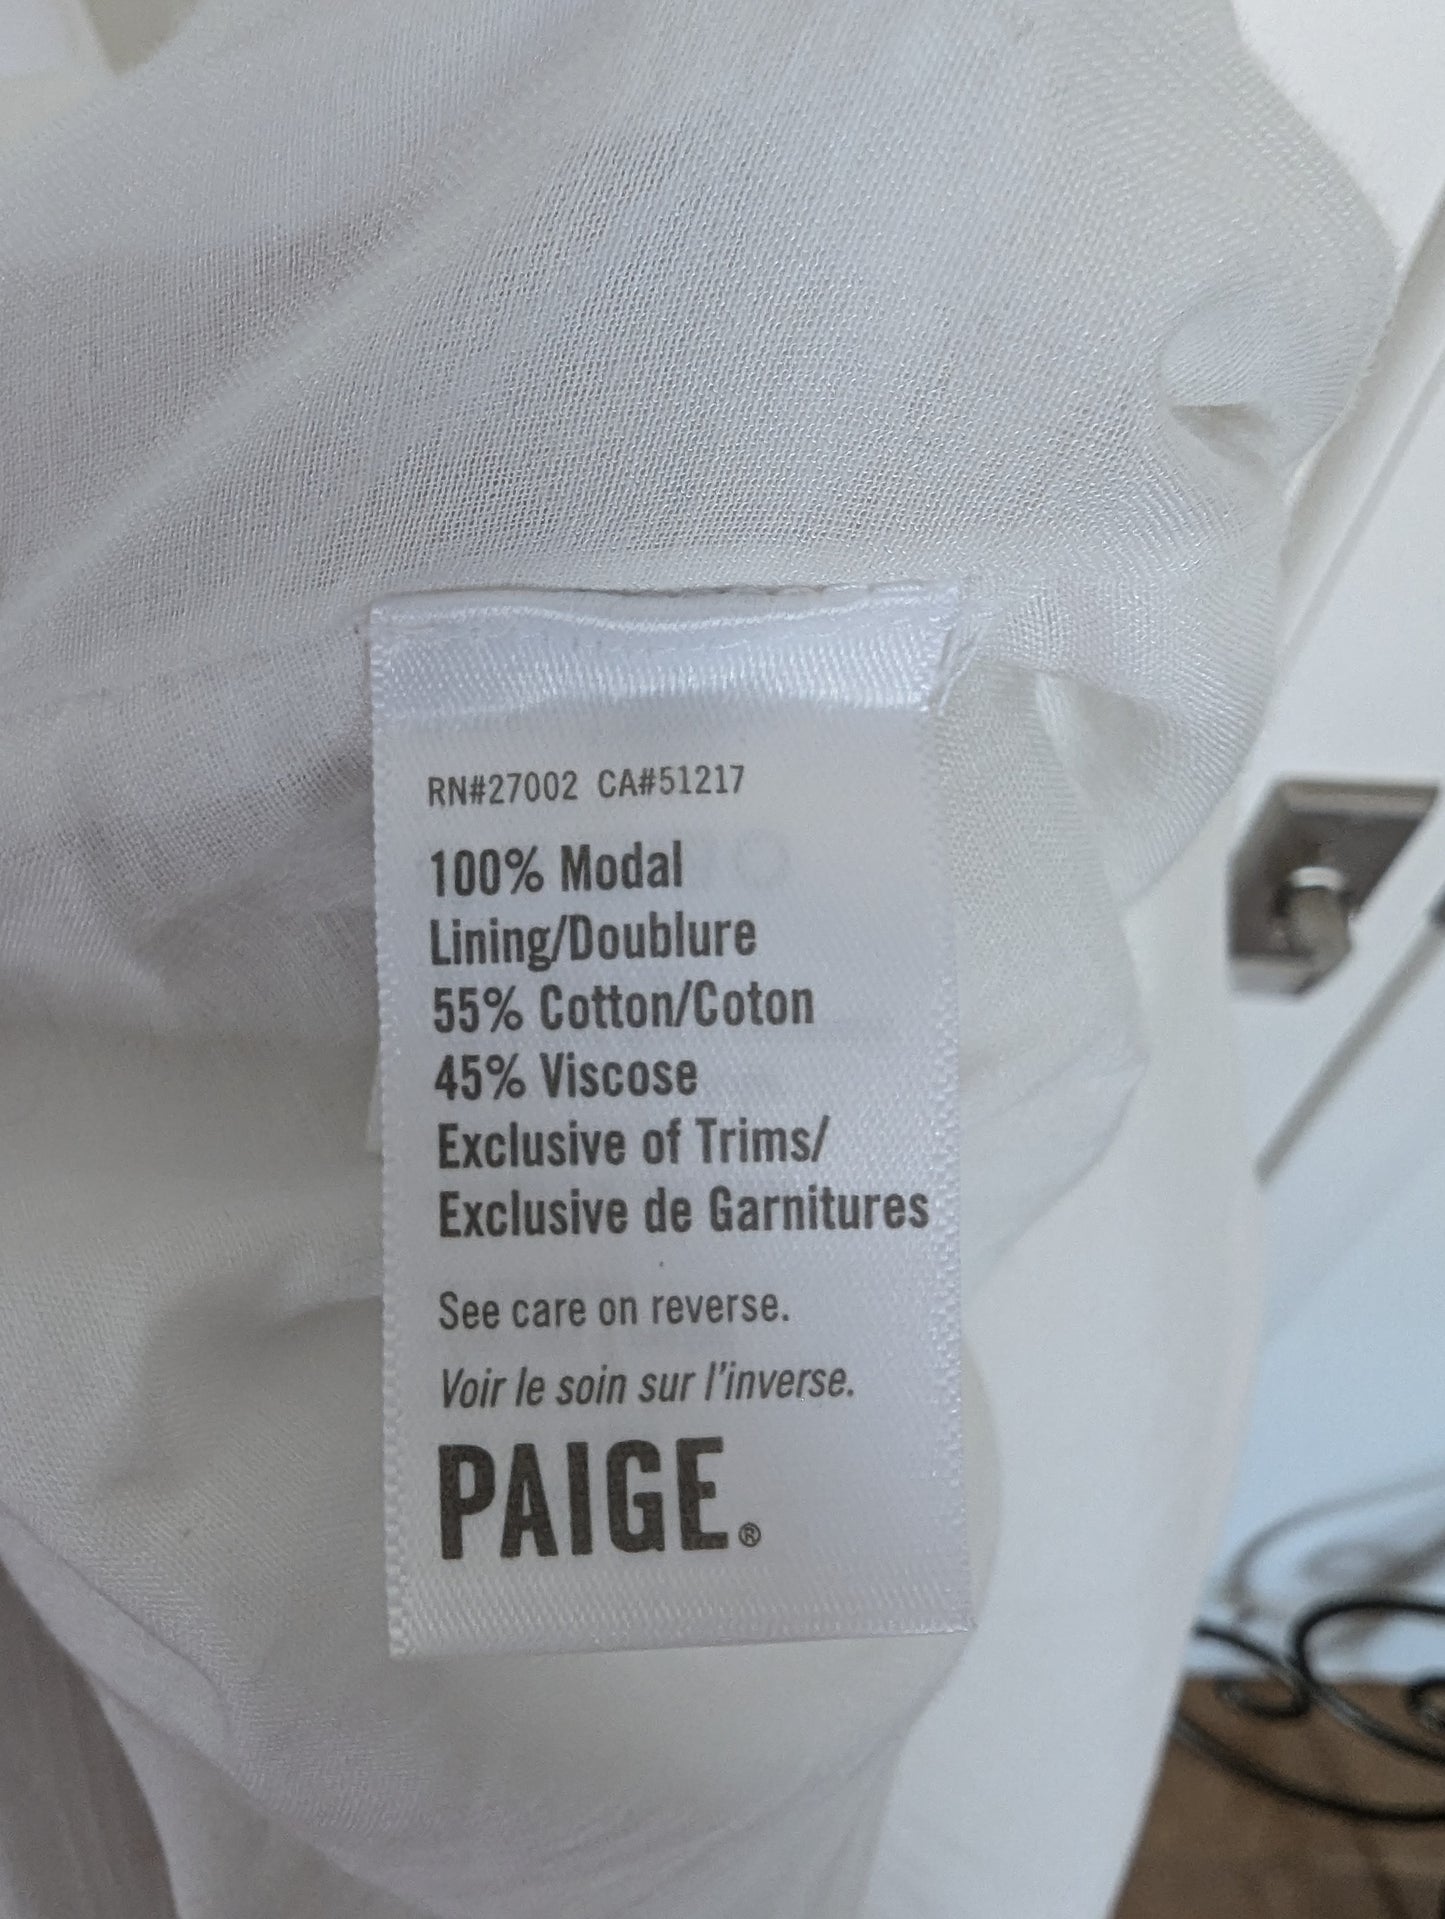 RN#27002 CA#51217
100% Modal
Lining/Doublure
55% Cotton/Coton
45% Viscose
Exclusive of Trims/
Exclusive de Garnitures
See care on reverse.
Voir le soin sur l'inverse.
PAIGE®